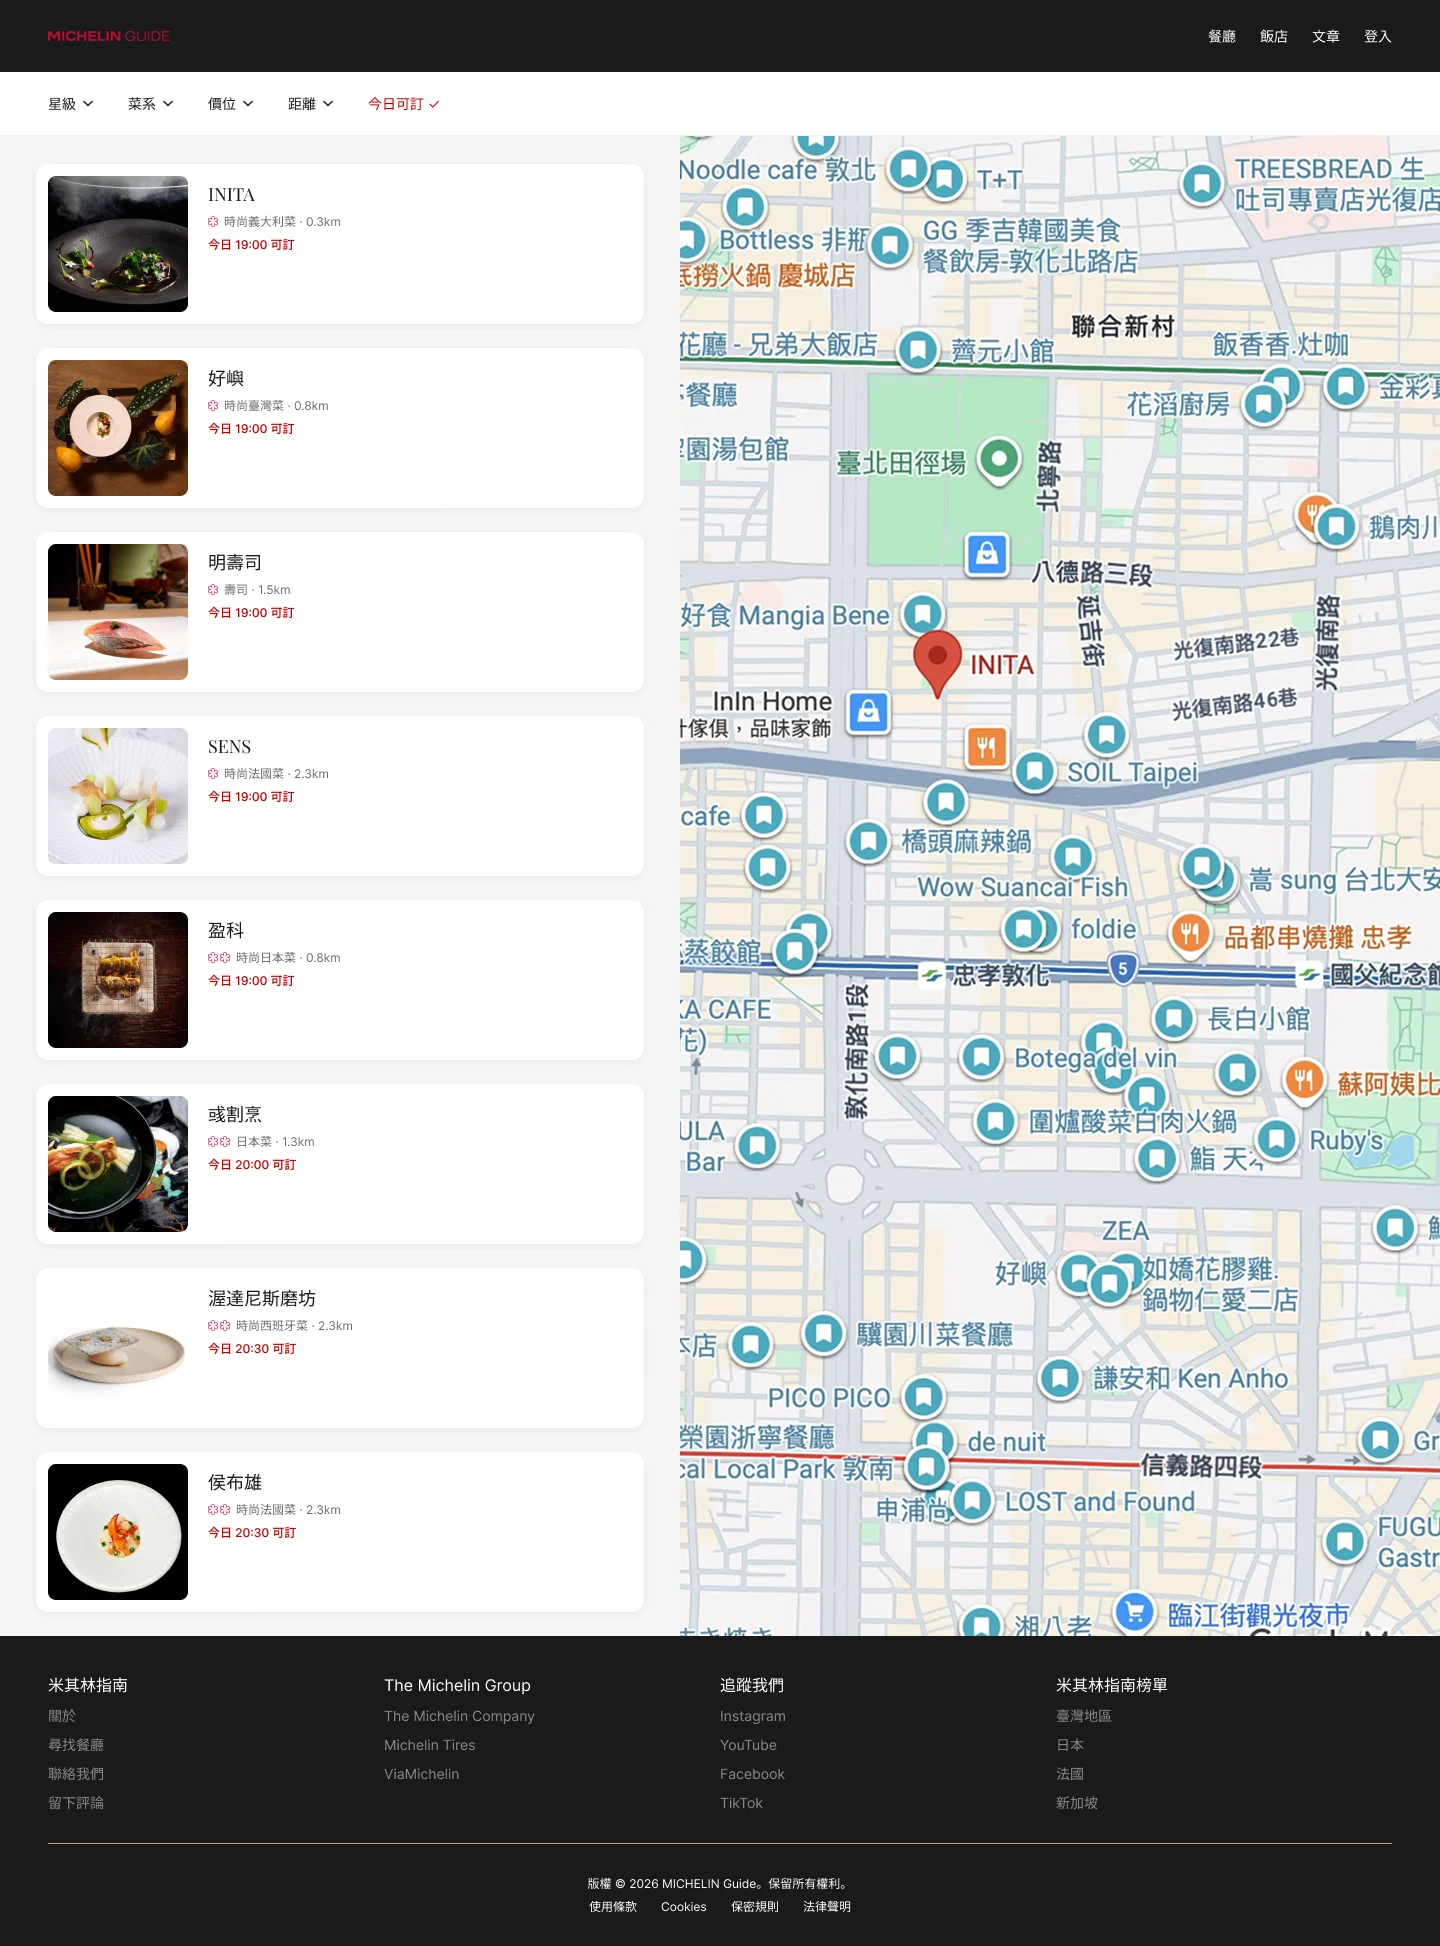 MICHELIN GUIDE
餐廳
飯店
文章
登入
星級
菜系
價位
距離
今日可訂
INITA
時尚義大利菜 · 0.3km
今日 19:00 可訂
好嶼
時尚臺灣菜 · 0.8km
今日 19:00 可訂
明壽司
壽司 · 1.5km
今日 19:00 可訂
SENS
時尚法國菜 · 2.3km
今日 19:00 可訂
盈科
時尚日本菜 · 0.8km
今日 19:00 可訂
彧割烹
日本菜 · 1.3km
今日 20:00 可訂
渥達尼斯磨坊
時尚西班牙菜 · 2.3km
今日 20:30 可訂
侯布雄
時尚法國菜 · 2.3km
今日 20:30 可訂
Noodle cafe 敦北
T+T
TREESBREAD 生
吐司專賣店光復店
Bottless 非瓶
GG 季吉韓國美食
餐飲房-敦化北路店
撈火鍋 慶城店
聯合新村
花廳 - 兄弟大飯店
薺元小館
飯香香.灶咖
餐廳
花滔廚房
金彩
園湯包館
臺北田徑場
北寧路
鵝肉川
八德路三段
好食 Mangia Bene
延吉街
光復南路22巷
光復南路
INITA
光復南路46巷
InIn Home
傢俱，品味家飾
SOIL Taipei
cafe
橋頭麻辣鍋
Wow Suancai Fish
嵩 sung 台北大安
foldie
品都串燒攤 忠孝
蒸餃館
5
忠孝敦化
國父紀念館
KA CAFE
花)
敦化南路1段
長白小館
Botega del vin
蘇阿姨比
圍爐酸菜白肉火鍋
ULA
Bar
Ruby's
鮨 天本
ZEA
好嶼
如嬌花膠雞.
鍋物仁愛二店
本店
驥園川菜餐廳
謙安和 Ken Anho
PICO PICO
榮園浙寧餐廳
de nuit
cal Local Park 敦南
信義路四段
Gr
申浦尚
LOST and Found
FUGU
Gastr
臨江街觀光夜市
湘八老
米其林指南
關於
尋找餐廳
聯絡我們
留下評論
The Michelin Group
The Michelin Company
Michelin Tires
ViaMichelin
追蹤我們
Instagram
YouTube
Facebook
TikTok
米其林指南榜單
臺灣地區
日本
法國
新加坡
版權 © 2026 MICHELIN Guide。保留所有權利。
使用條款
Cookies
保密規則
法律聲明